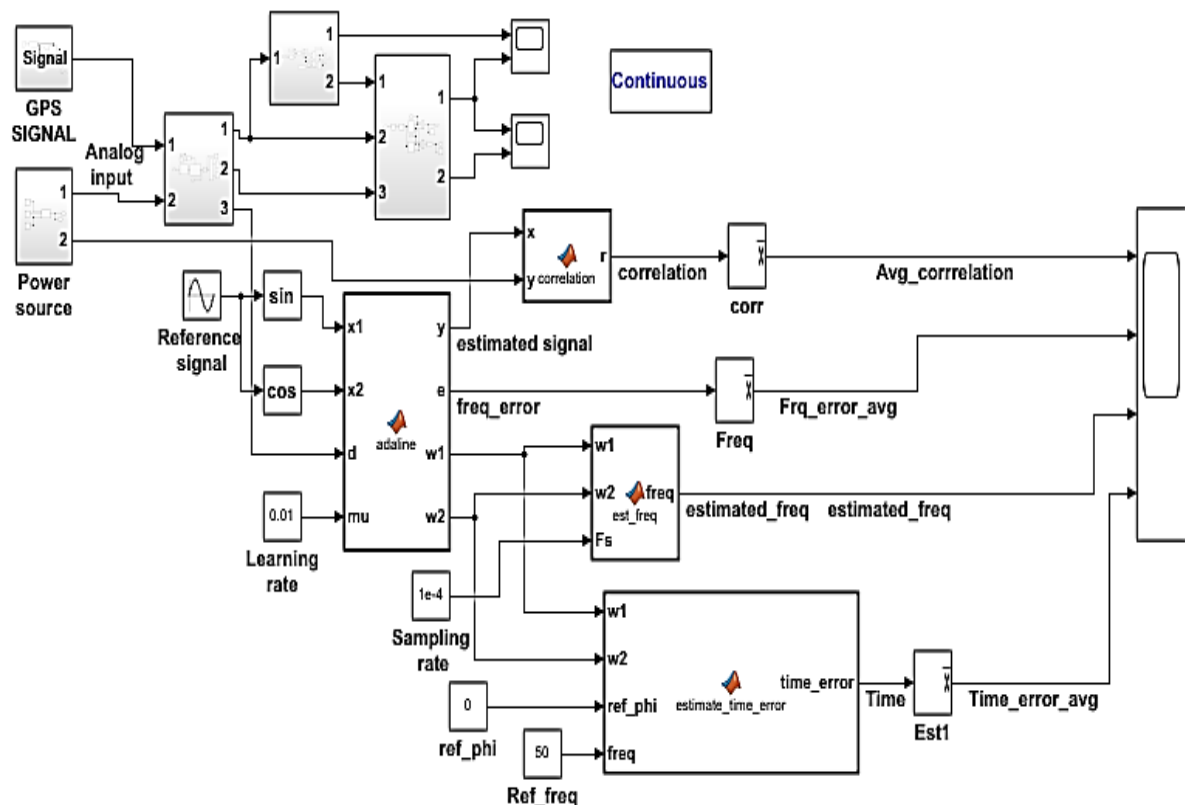 Signal
GPS
SIGNAL
Analog
input
1
2
Power
source
1
2
1
2
3
1
1
2
1
2
3
1
2
Continuous
Reference
signal
sin
cos
0.01
Learning
rate
x1
x2
d
mu
adaline
y
e
w1
w2
estimated signal
freq_error
x
y
correlation
r
correlation
corr
Avg_corrrelation
Freq
Frq_error_avg
w1
w2
Fs
est_freq
freq
estimated_freq
estimated_freq
1e-4
Sampling
rate
0
ref_phi
50
Ref_freq
w1
w2
ref_phi
freq
estimate_time_error
time_error
Time
Est1
Time_error_avg